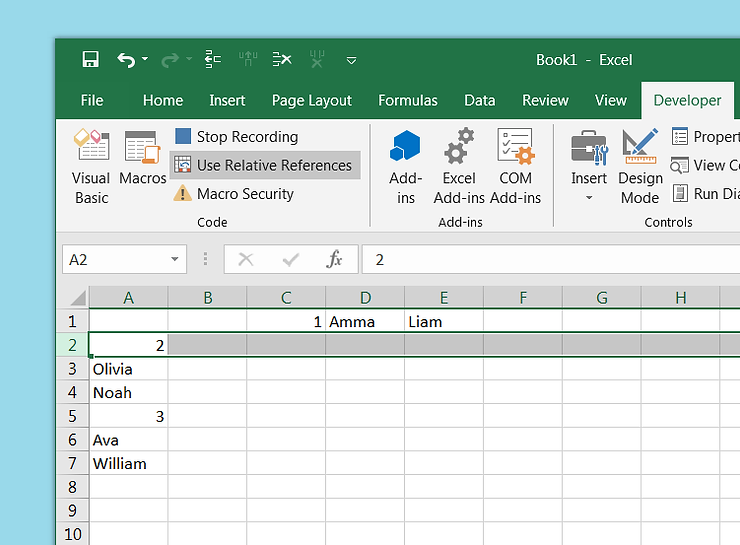 Book1 - Excel
File Home Insert Page Layout Formulas Data Review View Developer
Visual Basic
Macros
Stop Recording
Use Relative References
Macro Security
Code
Add-ins
Excel Add-ins
COM Add-ins
Add-ins
Insert
Design Mode
Propert
View Co
Run Dia
Controls
A2 fx 2
A B C D E F G H
1 1 Amma Liam
2 2
3 Olivia
4 Noah
5 3
6 Ava
7 William
8
9
10